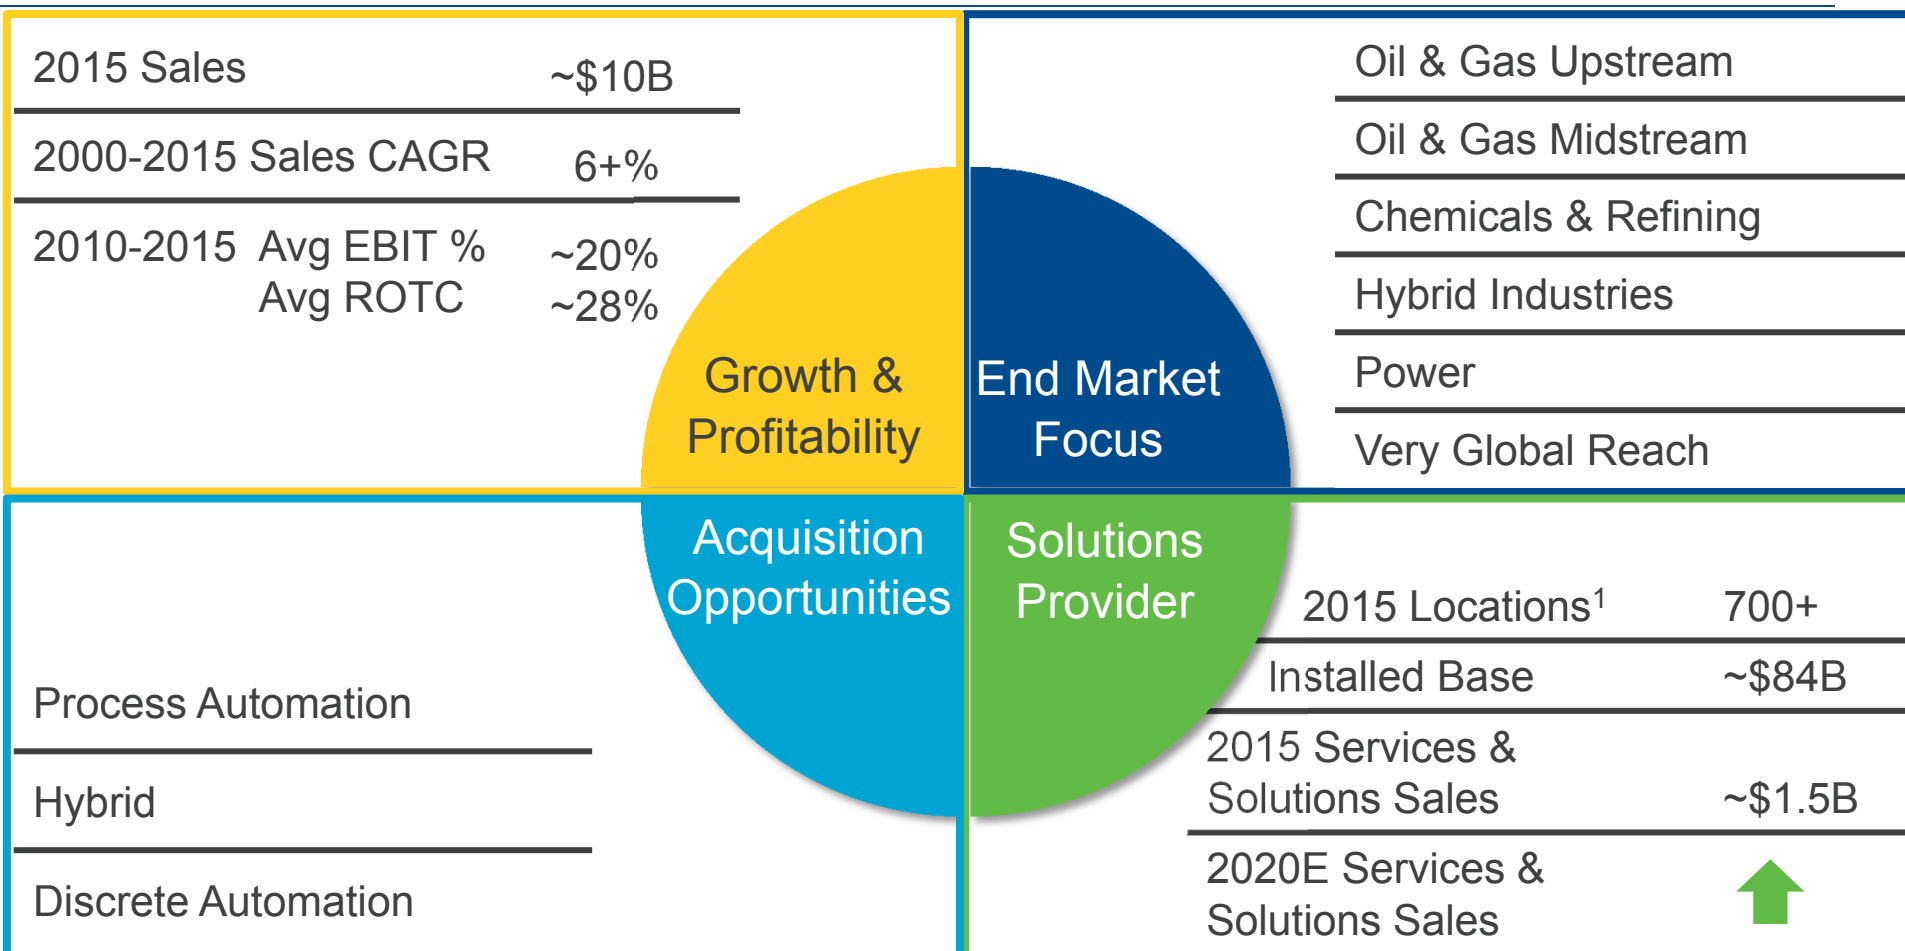 2015 Sales ~$10B
2000-2015 Sales CAGR 6+%
2010-2015 Avg EBIT % ~20%
Avg ROTC ~28%
Growth &
Profitability
Oil & Gas Upstream
Oil & Gas Midstream
Chemicals & Refining
Hybrid Industries
Power
Very Global Reach
End Market
Focus
Acquisition
Opportunities
Process Automation
Hybrid
Discrete Automation
Solutions
Provider
2015 Locations¹ 700+
Installed Base ~$84B
2015 Services &
Solutions Sales ~$1.5B
2020E Services &
Solutions Sales